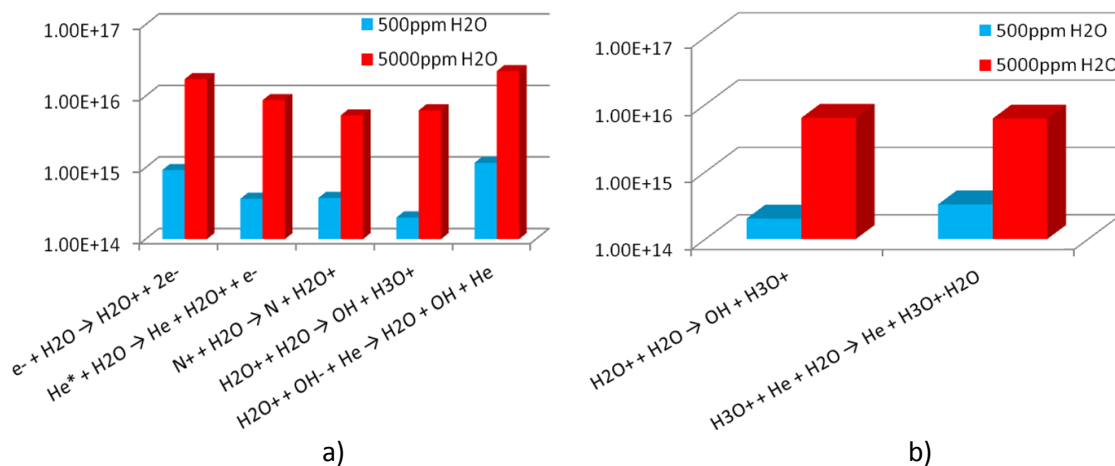 1.00E+17
1.00E+16
1.00E+15
1.00E+14
500ppm H2O
5000ppm H2O
e- + H2O → H2O+ + 2e-
He* + H2O → He + H2O+ + e-
N+ + H2O → N + H2O+
H2O+ + H2O → OH + H3O+
H2O+ + OH- + He → H2O + OH + He
a)
1.00E+17
1.00E+16
1.00E+15
1.00E+14
500ppm H2O
5000ppm H2O
H2O+ + H2O → OH + H3O+
H3O+ + He + H2O → He + H3O+·H2O
b)